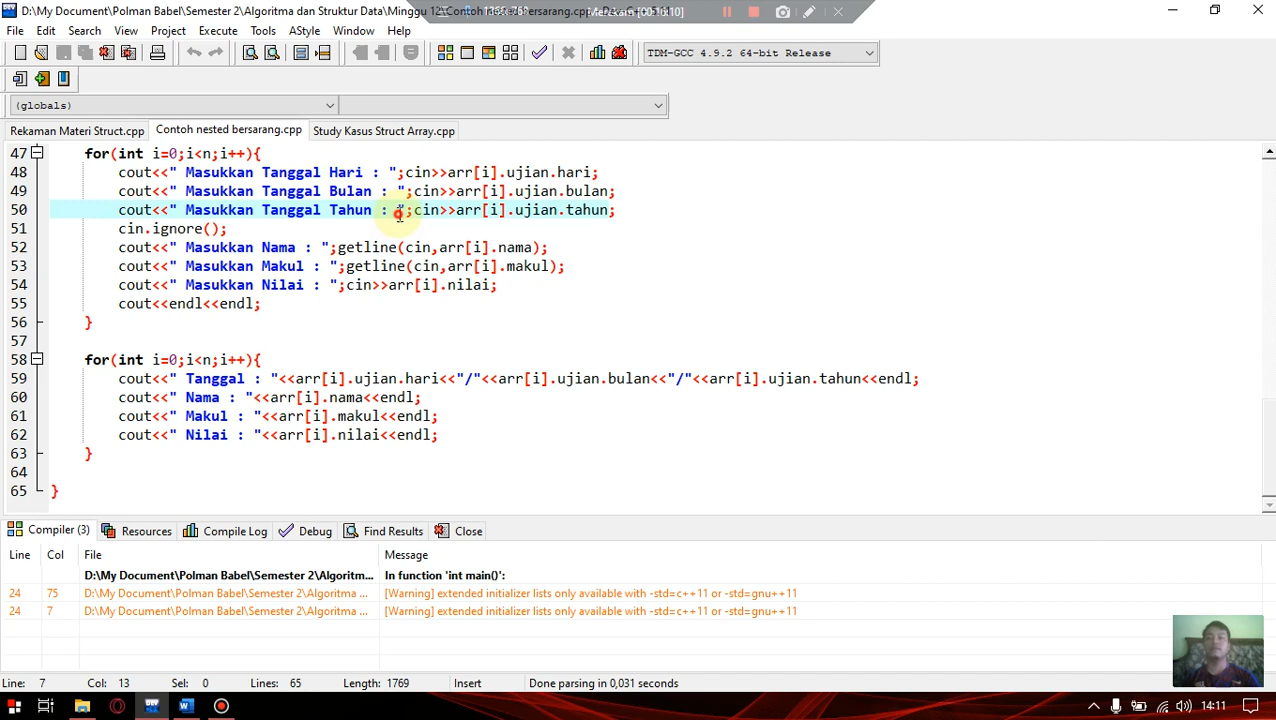 D:\My Document\Polman Babel\Semester 2\Algoritma dan Struktur Data\Minggu 12\Contoh nested bersarang.cpp
File Edit Search View Project Execute Tools AStyle Window Help
TDM-GCC 4.9.2 64-bit Release
(globals)
Rekaman Materi Struct.cpp Contoh nested bersarang.cpp Study Kasus Struct Array.cpp
47 for(int i=0;i<n;i++){
48 cout<<" Masukkan Tanggal Hari : ";cin>>arr[i].ujian.hari;
49 cout<<" Masukkan Tanggal Bulan : ";cin>>arr[i].ujian.bulan;
50 cout<<" Masukkan Tanggal Tahun : ";cin>>arr[i].ujian.tahun;
51 cin.ignore();
52 cout<<" Masukkan Nama : ";getline(cin,arr[i].nama);
53 cout<<" Masukkan Makul : ";getline(cin,arr[i].makul);
54 cout<<" Masukkan Nilai : ";cin>>arr[i].nilai;
55 cout<<endl<<endl;
56 }
57
58 for(int i=0;i<n;i++){
59 cout<<" Tanggal : "<<arr[i].ujian.hari<<"/"<<arr[i].ujian.bulan<<"/"<<arr[i].ujian.tahun<<endl;
60 cout<<" Nama : "<<arr[i].nama<<endl;
61 cout<<" Makul : "<<arr[i].makul<<endl;
62 cout<<" Nilai : "<<arr[i].nilai<<endl;
63 }
64
65 }
Compiler (3) Resources Compile Log Debug Find Results Close
Line Col File Message
D:\My Document\Polman Babel\Semester 2\Algoritm... In function 'int main()':
24 75 D:\My Document\Polman Babel\Semester 2\Algoritma ... [Warning] extended initializer lists only available with -std=c++11 or -std=gnu++11
24 7 D:\My Document\Polman Babel\Semester 2\Algoritma ... [Warning] extended initializer lists only available with -std=c++11 or -std=gnu++11
Line: 7 Col: 13 Sel: 0 Lines: 65 Length: 1769 Insert Done parsing in 0,031 seconds
14:11